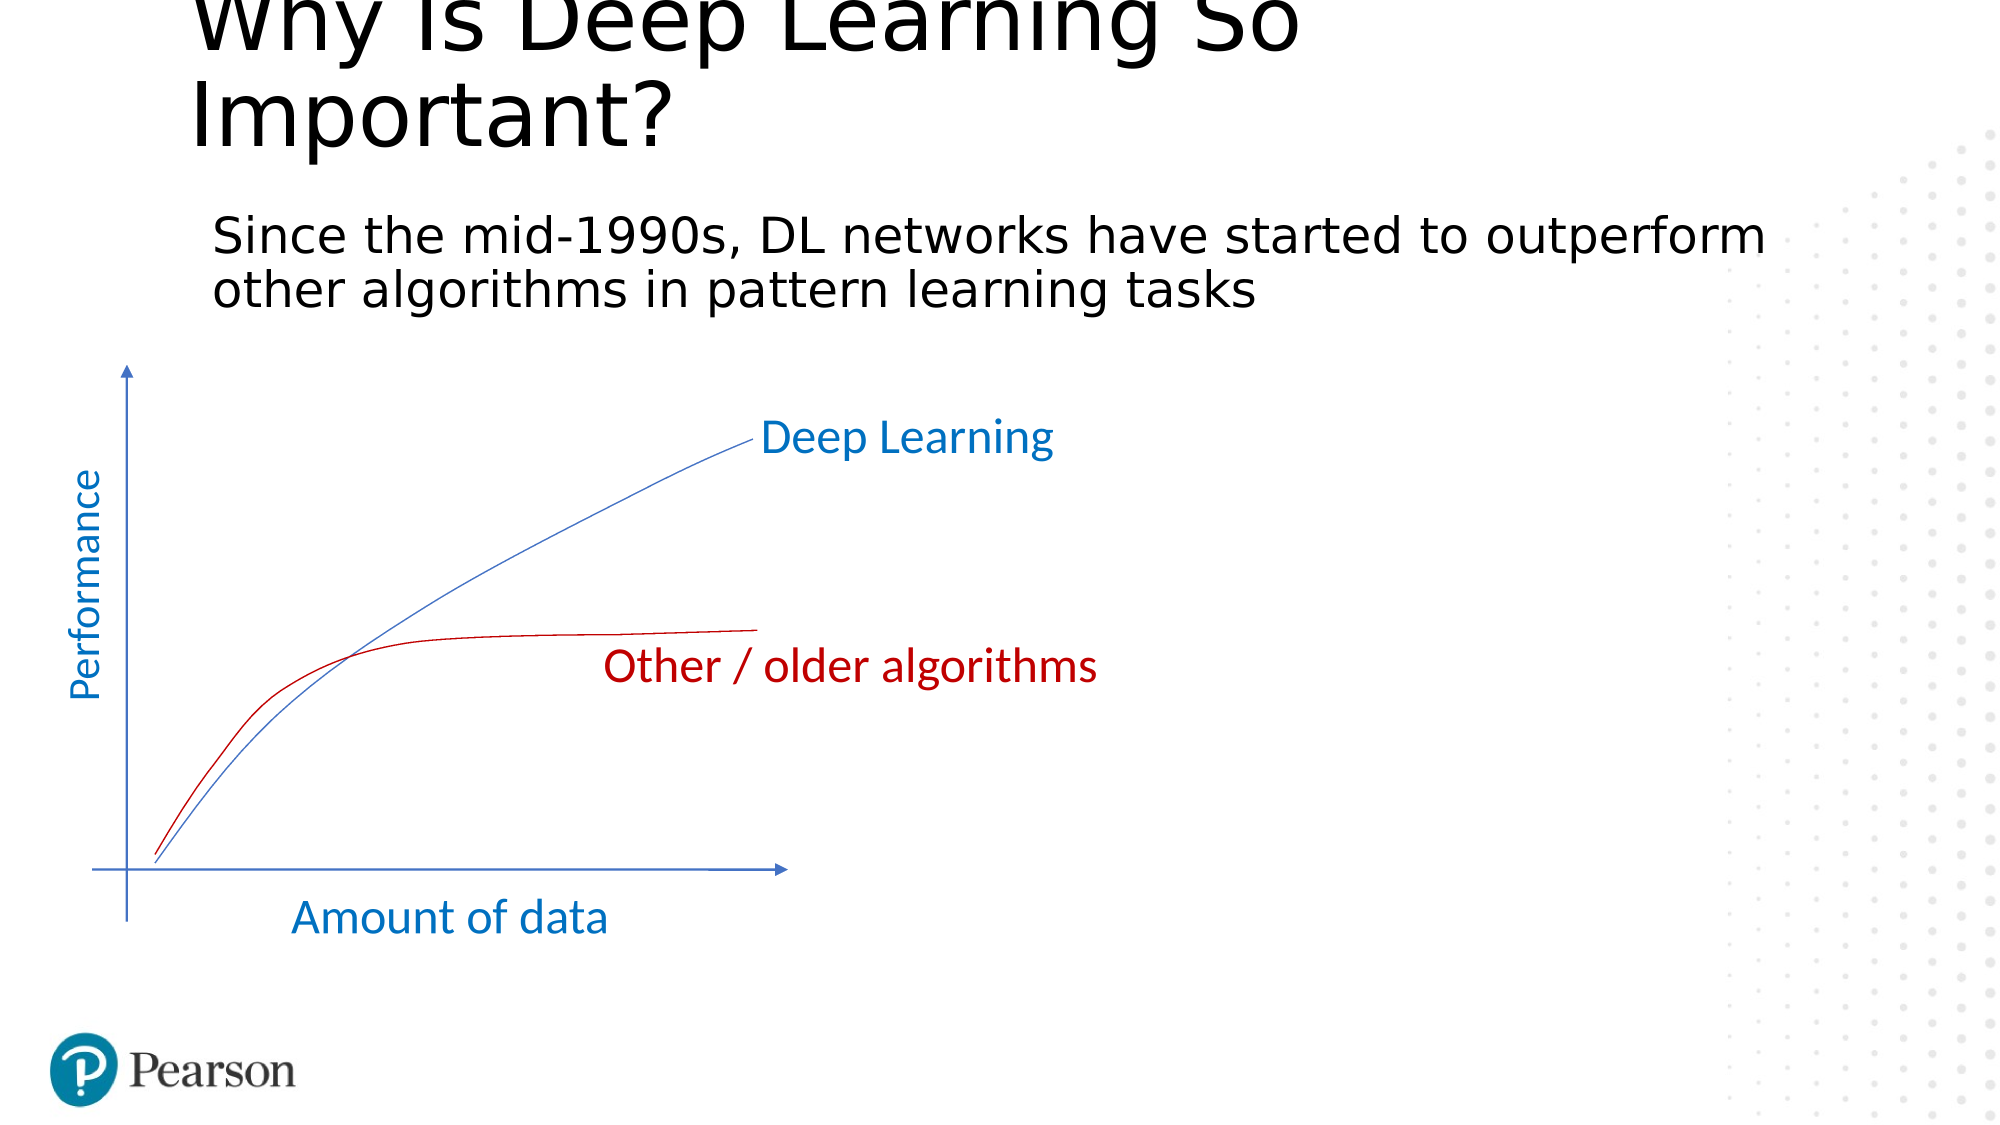 Why Is Deep Learning So
Important?
Since the mid-1990s, DL networks have started to outperform
other algorithms in pattern learning tasks
Deep Learning
Performance
Other / older algorithms
Amount of data
Pearson